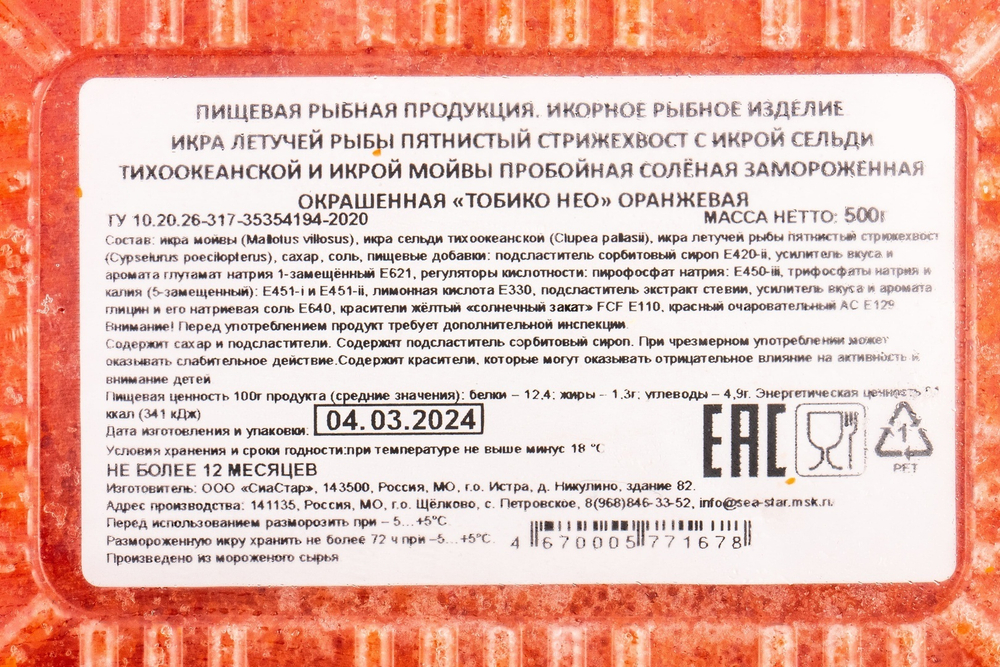 ПИЩЕВАЯ РЫБНАЯ ПРОДУКЦИЯ. ИКОРНОЕ РЫБНОЕ ИЗДЕЛИЕ
ИКРА ЛЕТУЧЕЙ РЫБЫ ПЯТНИСТЫЙ СТРИЖЕХВОСТ С ИКРОЙ СЕЛЬДИ
ТИХООКЕАНСКОЙ И ИКРОЙ МОЙВЫ ПРОБОЙНАЯ СОЛЁНАЯ ЗАМОРОЖЕННАЯ
ОКРАШЕННАЯ «ТОБИКО НЕО» ОРАНЖЕВАЯ
ТУ 10.20.26-317-35354194-2020 МАССА НЕТТО: 500г
Состав: икра мойвы (Mallotus villosus), икра сельди тихоокеанской (Clupea pallasii), икра летучей рыбы пятнистый стрижехвост
(Cypselurus poecilopterus), сахар, соль, пищевые добавки: подсластитель сорбитовый сироп Е420-ii, усилитель вкуса и
аромата глутамат натрия 1-замещённый Е621, регуляторы кислотности: пирофосфат натрия: Е450-iii, трифосфаты натрия и
калия (5-замещенный): Е451-i и Е451-ii, лимонная кислота Е330, подсластитель экстракт стевии, усилитель вкуса и аромата
глицин и его натриевая соль Е640, красители жёлтый «солнечный закат» FCF Е110, красный очаровательный АС Е129
Внимание! Перед употреблением продукт требует дополнительной инспекции.
Содержит сахар и подсластители. Содержит подсластитель сорбитовый сироп. При чрезмерном употреблении может
оказывать слабительное действие.Содержит красители, которые могут оказывать отрицательное влияние на активность и
внимание детей
Пищевая ценность 100г продукта (средние значения): белки – 12,4; жиры – 1,3г; углеводы – 4,9г. Энергетическая ценность
ккал (341 кДж)
Дата изготовления и упаковки: 04.03.2024
Условия хранения и сроки годности:при температуре не выше минус 18 °С
НЕ БОЛЕЕ 12 МЕСЯЦЕВ
EAC
1
PET
Изготовитель: ООО «СиаСтар», 143500, Россия, МО, г.о. Истра, д. Никулино, здание 82.
Адрес производства: 141135, Россия, МО, г.о. Щёлково, с. Петровское, 8(968)846-33-52, info@sea-star.msk.ru
Перед использованием разморозить при – 5...+5°С.
Размороженную икру хранить не более 72 ч при –5...+5°С.
Произведено из мороженого сырья
4 670005 771678